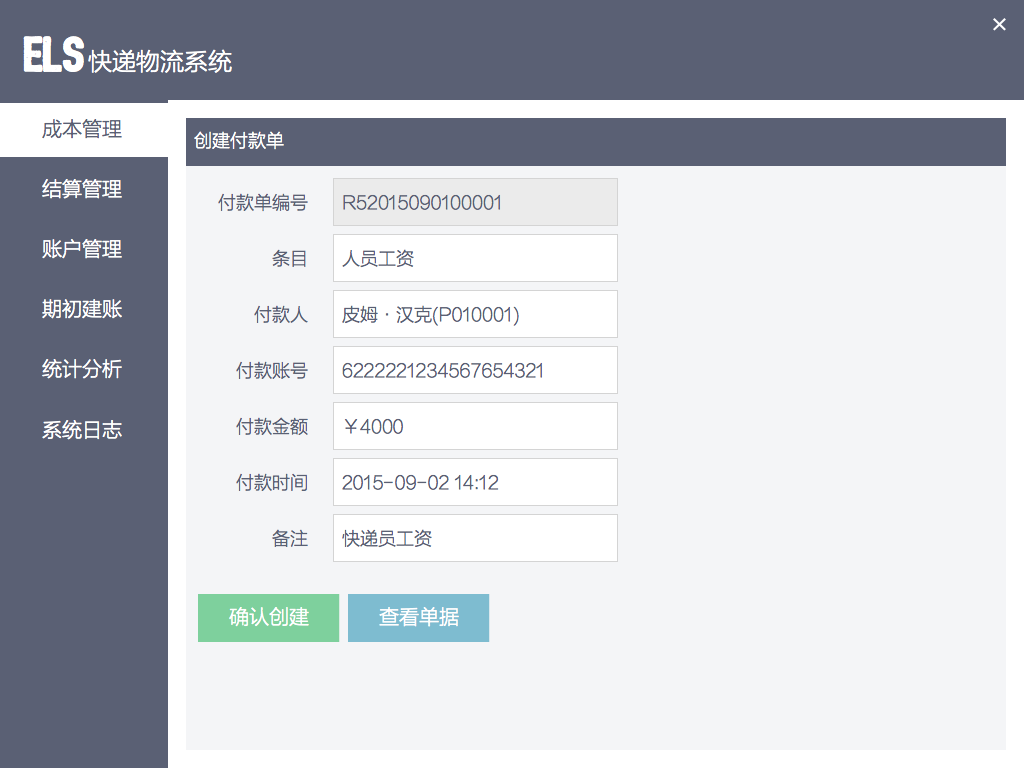 ×
ELS 快递物流系统
成本管理
结算管理
账户管理
期初建账
统计分析
系统日志
创建付款单
付款单编号 R52015090100001
条目 人员工资
付款人 皮姆·汉克(P010001)
付款账号 6222221234567654321
付款金额 ￥4000
付款时间 2015-09-02 14:12
备注 快递员工资
确认创建 查看单据